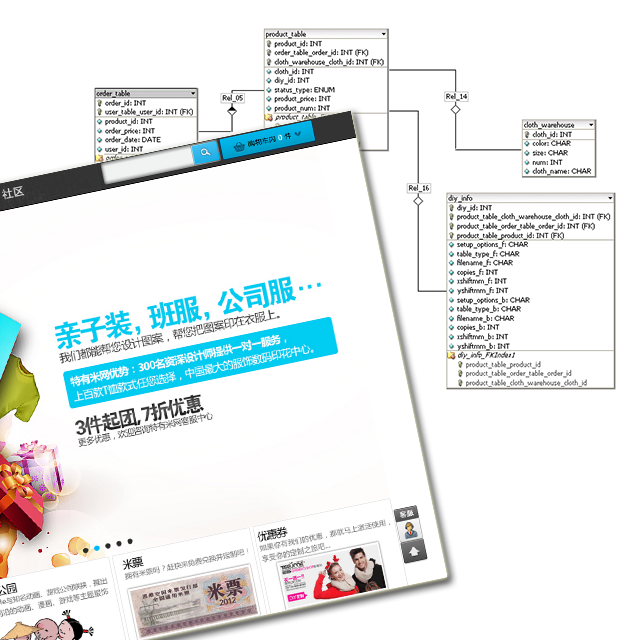 product_table
product_id: INT
order_table_order_id: INT (FK)
cloth_warehouse_cloth_id: INT (FK)
cloth_id: INT
diy_id: INT
status_type: ENUM
product_price: INT
product_num: INT
order_table
order_id: INT
user_table_user_id: INT (FK)
product_id: INT
order_price: INT
order_date: DATE
user_id: INT
Rel_05
Rel_14
Rel_16
cloth_warehouse
cloth_id: INT
color: CHAR
size: CHAR
num: INT
cloth_name: CHAR
diy_info
diy_id: INT
product_table_cloth_warehouse_cloth_id: INT (FK)
product_table_order_table_order_id: INT (FK)
product_table_product_id: INT (FK)
setup_options_f: CHAR
table_type_f: CHAR
filename_f: CHAR
copies_f: INT
xshiftmm_f: INT
yshiftmm_f: INT
setup_options_b: CHAR
table_type_b: CHAR
filename_b: CHAR
copies_b: INT
xshiftmm_b: INT
yshiftmm_b: INT
diy_info_FKIndex1
product_table_product_id
product_table_order_table_order_id
product_table_cloth_warehouse_cloth_id
社区
购物车内 0 件
亲子装，班服，公司服…
我们都能帮您设计图案，帮您把图案印在衣服上。
特有米网优势：300名资深设计师提供一对一服务，
上百款T恤款式任您选择，中国最大的服饰数码印花中心。
3件起团，7折优惠
更多优惠，欢迎咨询特有米网客服中心
客服
公园
米票
拥有米票吗？赶快来免费兑换并定制吧！
米票
2012
优惠券
如果你有我们的优惠，那就马上激活使用，
享受你的定制之旅吧...